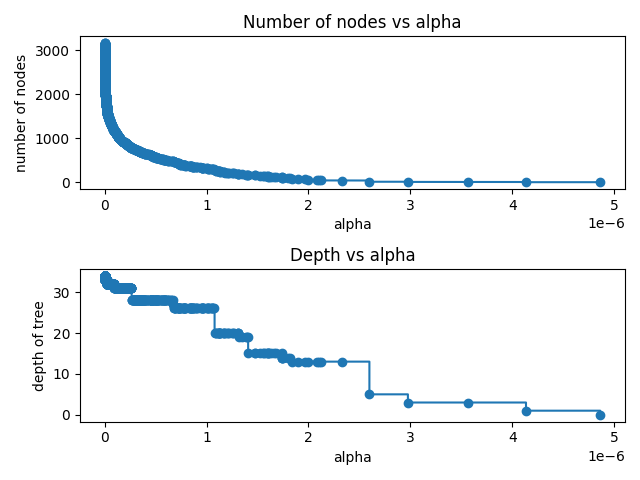 Number of nodes vs alpha
number of nodes
3000
2000
1000
0
0 1 2 3 4 5
1e−6
alpha
Depth vs alpha
depth of tree
30
20
10
0
0 1 2 3 4 5
1e−6
alpha